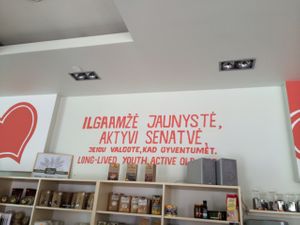 ILGAAMŽĖ JAUNYSTĖ,
AKTYVI SENATVĖ,
JEIGU VALGOTE, KAD GYVENTUMĖT.
LONG-LIVED YOUTH, ACTIVE OLD